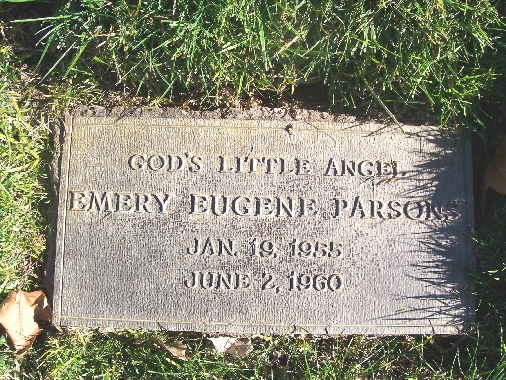 GOD'S LITTLE ANGEL
EMERY EUGENE PARSONS
JAN. 19, 1955
JUNE 2, 1960